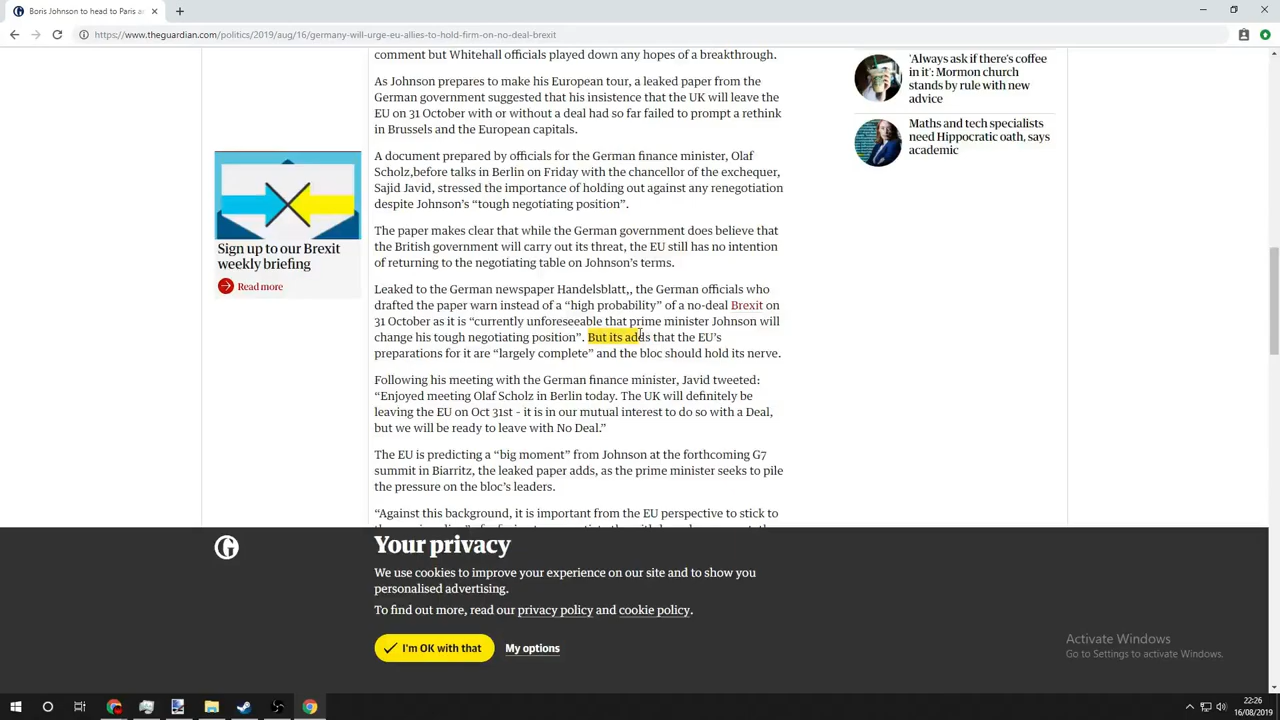 Boris Johnson to head to Paris a
https://www.theguardian.com/politics/2019/aug/16/germany-will-urge-eu-allies-to-hold-firm-on-no-deal-brexit
comment but Whitehall officials played down any hopes of a breakthrough.
As Johnson prepares to make his European tour, a leaked paper from the
German government suggested that his insistence that the UK will leave the
EU on 31 October with or without a deal had so far failed to prompt a rethink
in Brussels and the European capitals.
A document prepared by officials for the German finance minister, Olaf
Scholz,before talks in Berlin on Friday with the chancellor of the exchequer,
Sajid Javid, stressed the importance of holding out against any renegotiation
despite Johnson's “tough negotiating position”.
The paper makes clear that while the German government does believe that
the British government will carry out its threat, the EU still has no intention
of returning to the negotiating table on Johnson's terms.
Leaked to the German newspaper Handelsblatt,, the German officials who
drafted the paper warn instead of a “high probability” of a no-deal Brexit on
31 October as it is “currently unforeseeable that prime minister Johnson will
change his tough negotiating position”. But its adds that the EU's
preparations for it are “largely complete” and the bloc should hold its nerve.
Following his meeting with the German finance minister, Javid tweeted:
“Enjoyed meeting Olaf Scholz in Berlin today. The UK will definitely be
leaving the EU on Oct 31st - it is in our mutual interest to do so with a Deal,
but we will be ready to leave with No Deal.”
The EU is predicting a “big moment” from Johnson at the forthcoming G7
summit in Biarritz, the leaked paper adds, as the prime minister seeks to pile
the pressure on the bloc's leaders.
“Against this background, it is important from the EU perspective to stick to
Sign up to our Brexit
weekly briefing
Read more
'Always ask if there's coffee
in it': Mormon church
stands by rule with new
advice
Maths and tech specialists
need Hippocratic oath, says
academic
Your privacy
We use cookies to improve your experience on our site and to show you
personalised advertising.
To find out more, read our privacy policy and cookie policy.
I'm OK with that
My options
Activate Windows
Go to Settings to activate Windows.
22:26
16/08/2019